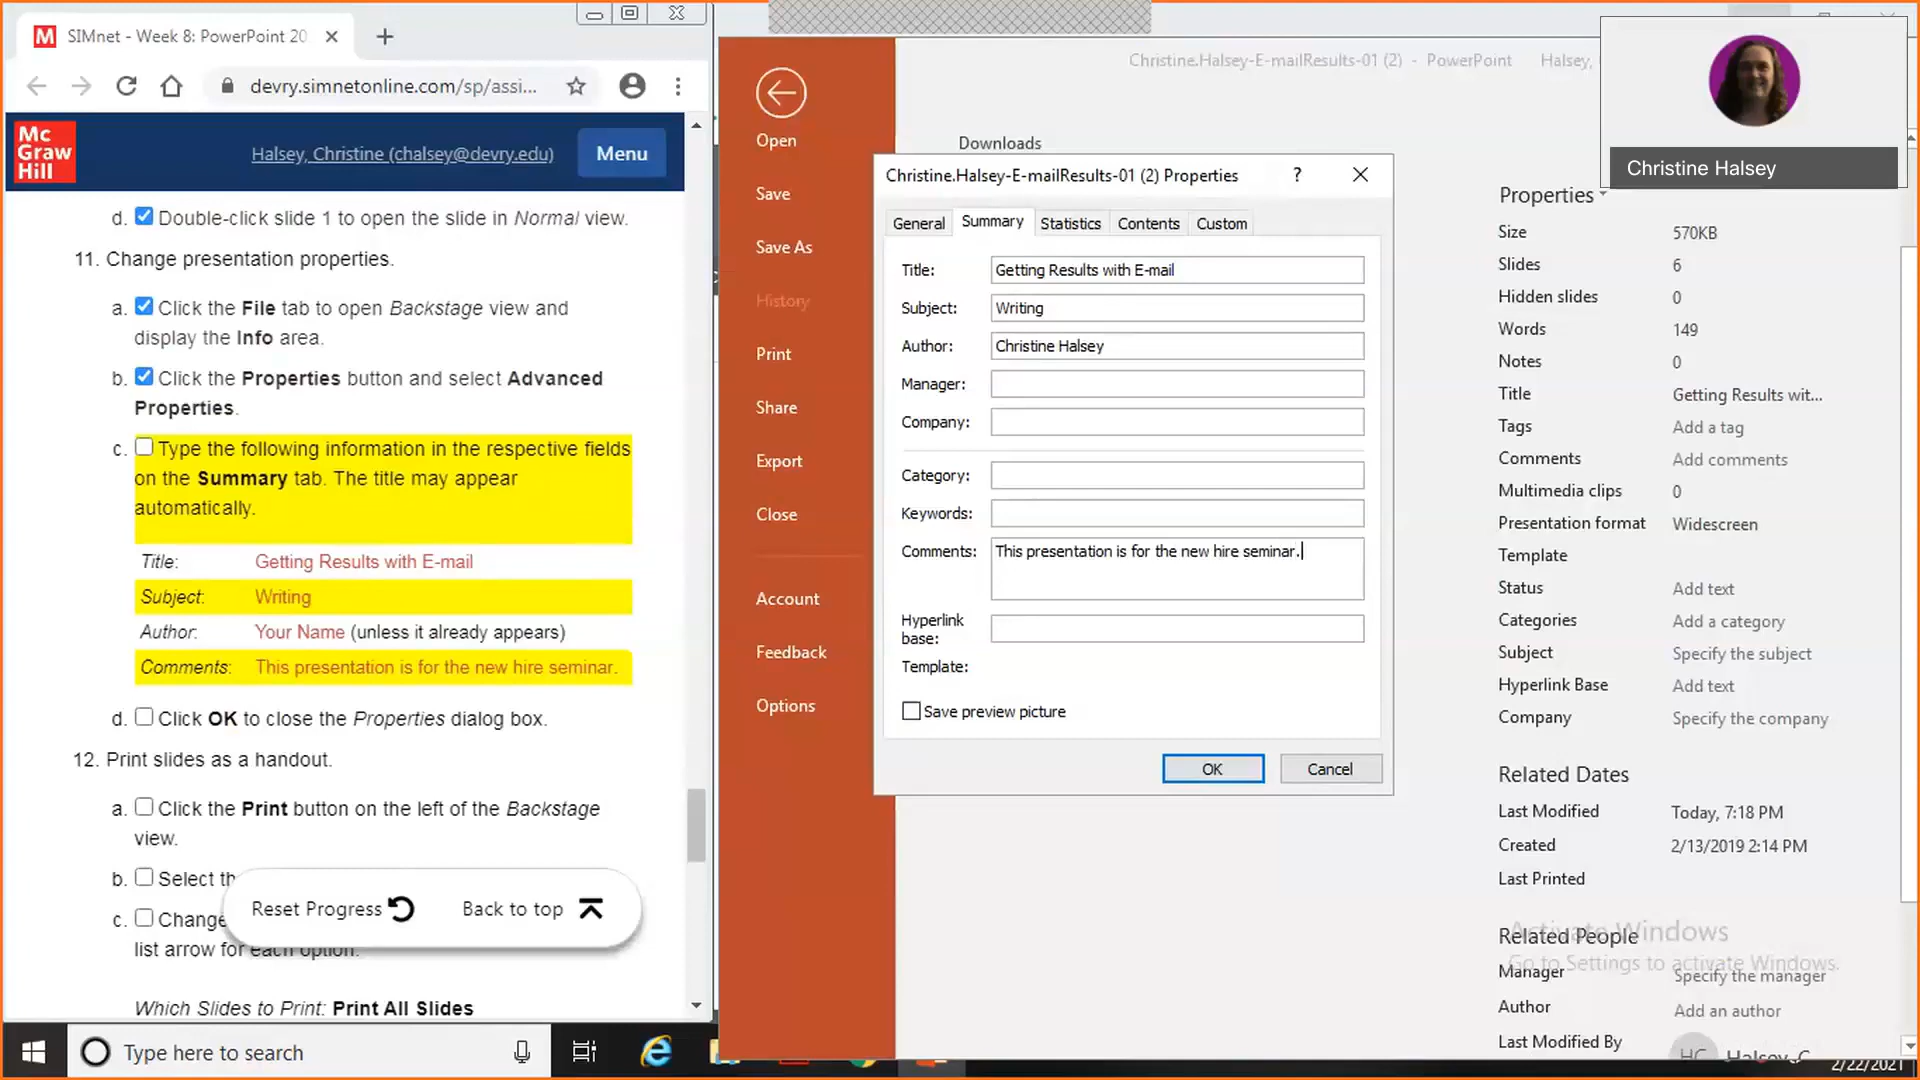 SIMnet - Week 8: PowerPoint 20
devry.simnetonline.com/sp/assi...
Mc
Graw
Hill
Halsey, Christine (chalsey@devry.edu)
Menu
d. Double-click slide 1 to open the slide in Normal view.
11. Change presentation properties.
a. Click the File tab to open Backstage view and
display the Info area.
b. Click the Properties button and select Advanced
Properties.
c. Type the following information in the respective fields
on the Summary tab. The title may appear
automatically.
Title: Getting Results with E-mail
Subject: Writing
Author: Your Name (unless it already appears)
Comments: This presentation is for the new hire seminar.
d. Click OK to close the Properties dialog box.
12. Print slides as a handout.
a. Click the Print button on the left of the Backstage
view.
b. Select th
c. Change
list arrow for each option.
Reset Progress
Back to top
Which Slides to Print: Print All Slides
Type here to search
Open
Save
Save As
History
Print
Share
Export
Close
Account
Feedback
Options
Christine.Halsey-E-mailResults-01 (2) - PowerPoint
Halsey,
Downloads
Christine.Halsey-E-mailResults-01 (2) Properties
?
General
Summary
Statistics
Contents
Custom
Title: Getting Results with E-mail
Subject: Writing
Author: Christine Halsey
Manager:
Company:
Category:
Keywords:
Comments: This presentation is for the new hire seminar.
Hyperlink
base:
Template:
Save preview picture
OK
Cancel
Christine Halsey
Properties
Size 570KB
Slides 6
Hidden slides 0
Words 149
Notes 0
Title Getting Results wit...
Tags Add a tag
Comments Add comments
Multimedia clips 0
Presentation format Widescreen
Template
Status Add text
Categories Add a category
Subject Specify the subject
Hyperlink Base Add text
Company Specify the company
Related Dates
Last Modified Today, 7:18 PM
Created 2/13/2019 2:14 PM
Last Printed
Related People
Activate Windows
Go to Settings to activate Windows.
Manager Specify the manager
Author Add an author
Last Modified By
HC Halsey, C
2/22/2021